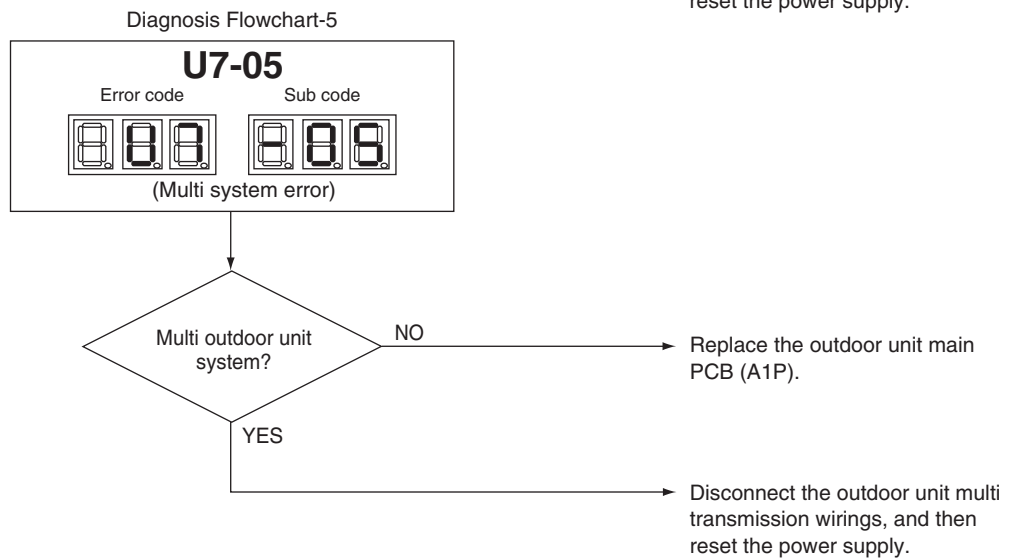 reset the power supply.
Diagnosis Flowchart-5
U7-05
Error code Sub code
U7 -05
(Multi system error)
Multi outdoor unit
system?
NO
Replace the outdoor unit main
PCB (A1P).
YES
Disconnect the outdoor unit multi
transmission wirings, and then
reset the power supply.